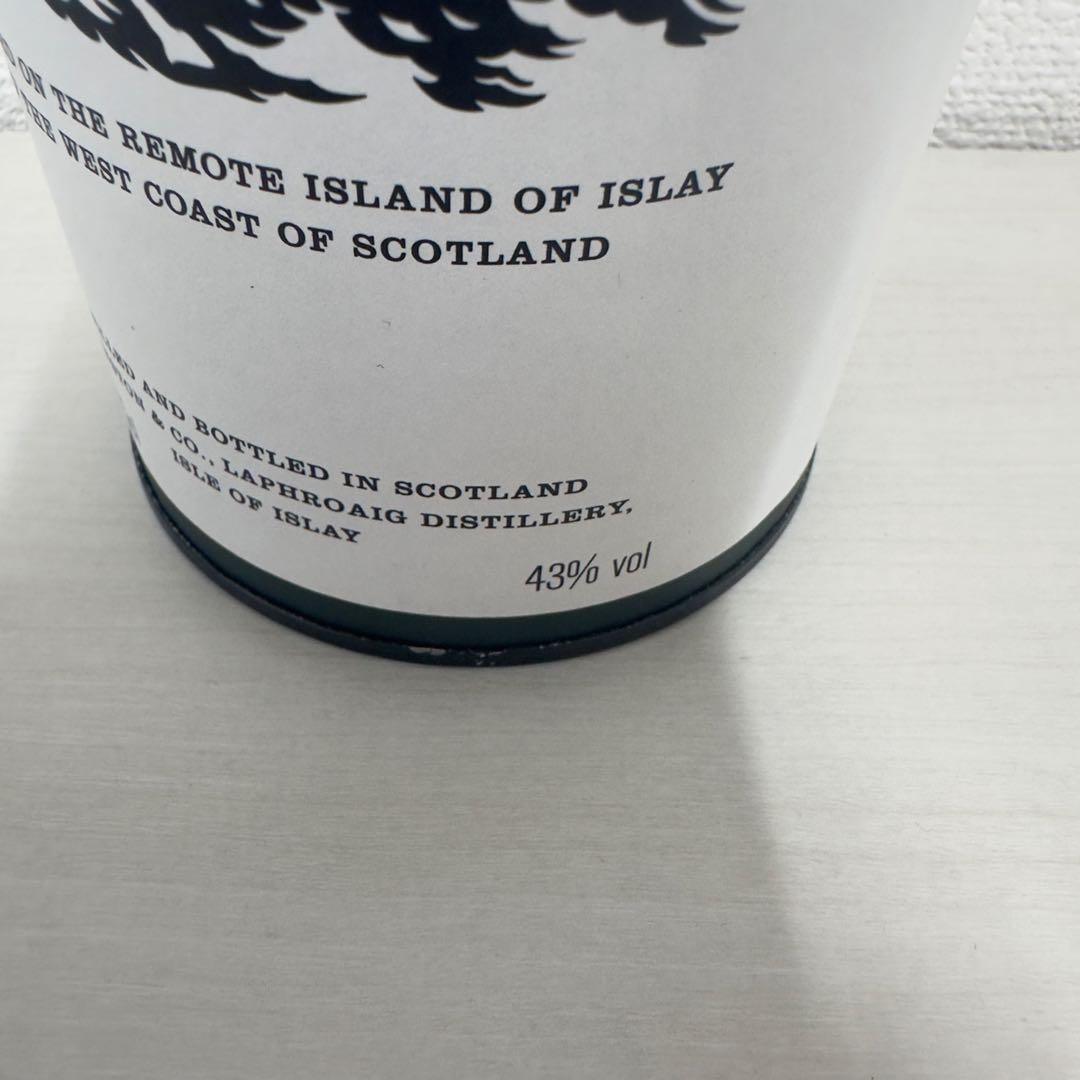 ON THE REMOTE ISLAND OF ISLAY
THE WEST COAST OF SCOTLAND
AND BOTTLED IN SCOTLAND
& CO., LAPHROAIG DISTILLERY,
ISLE OF ISLAY
43% vol